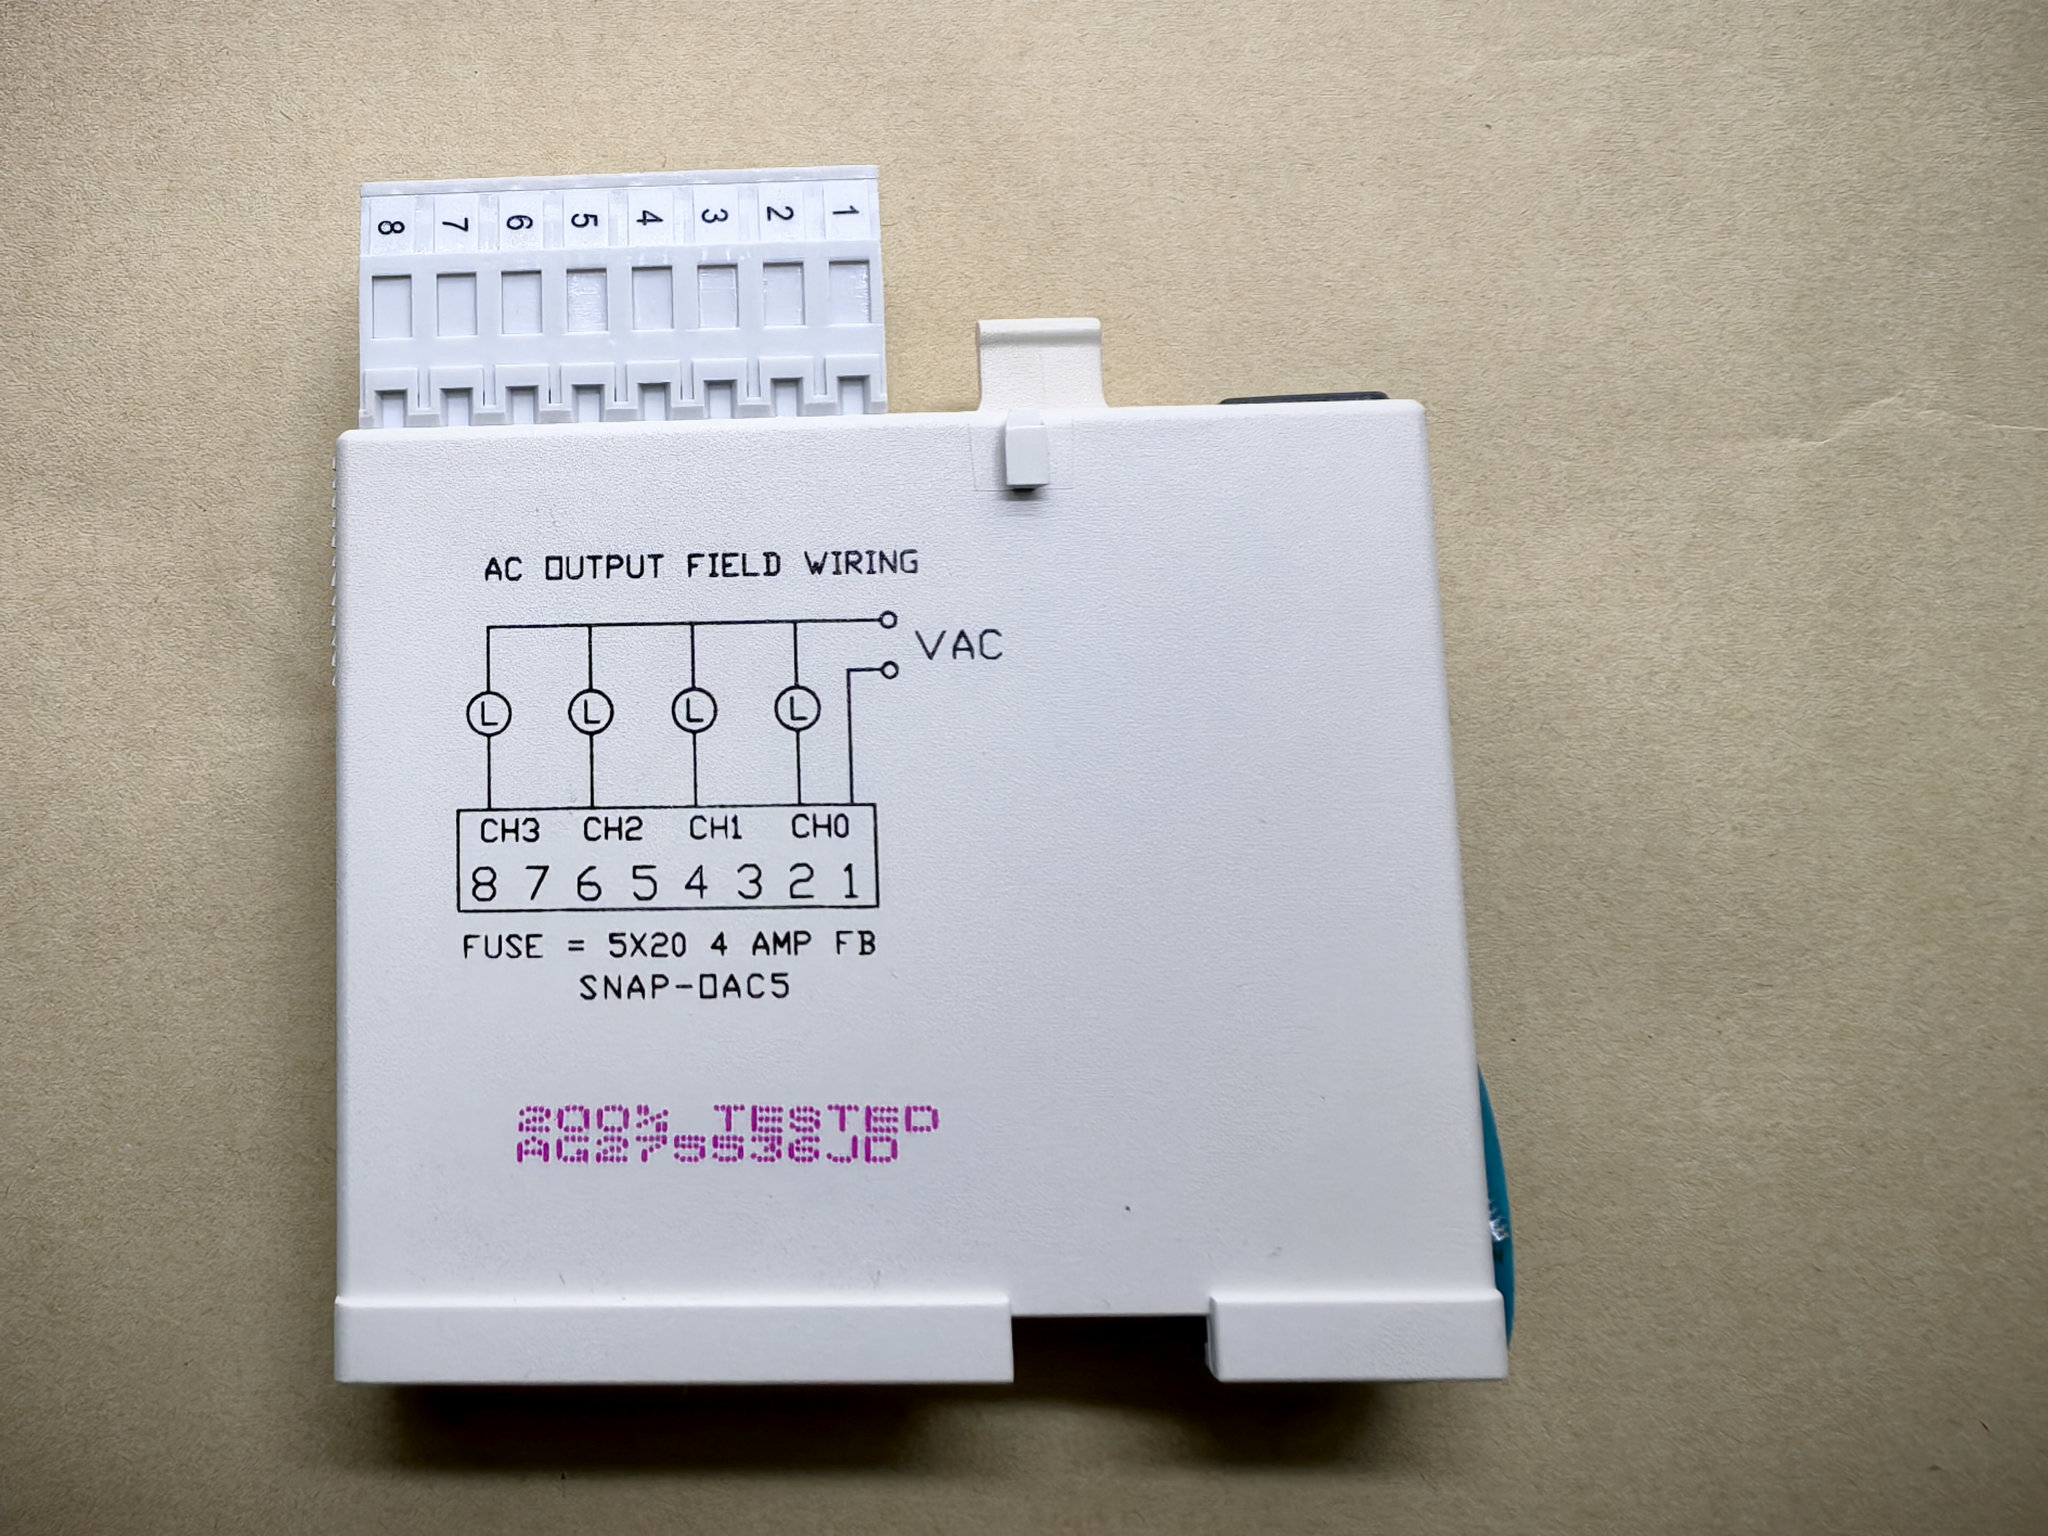 8 7 6 5 4 3 2 1
AC OUTPUT FIELD WIRING
VAC
L L L L
CH3 CH2 CH1 CH0
8 7 6 5 4 3 2 1
FUSE = 5X20 4 AMP FB
SNAP-OAC5
200% TESTED
AG275536JD